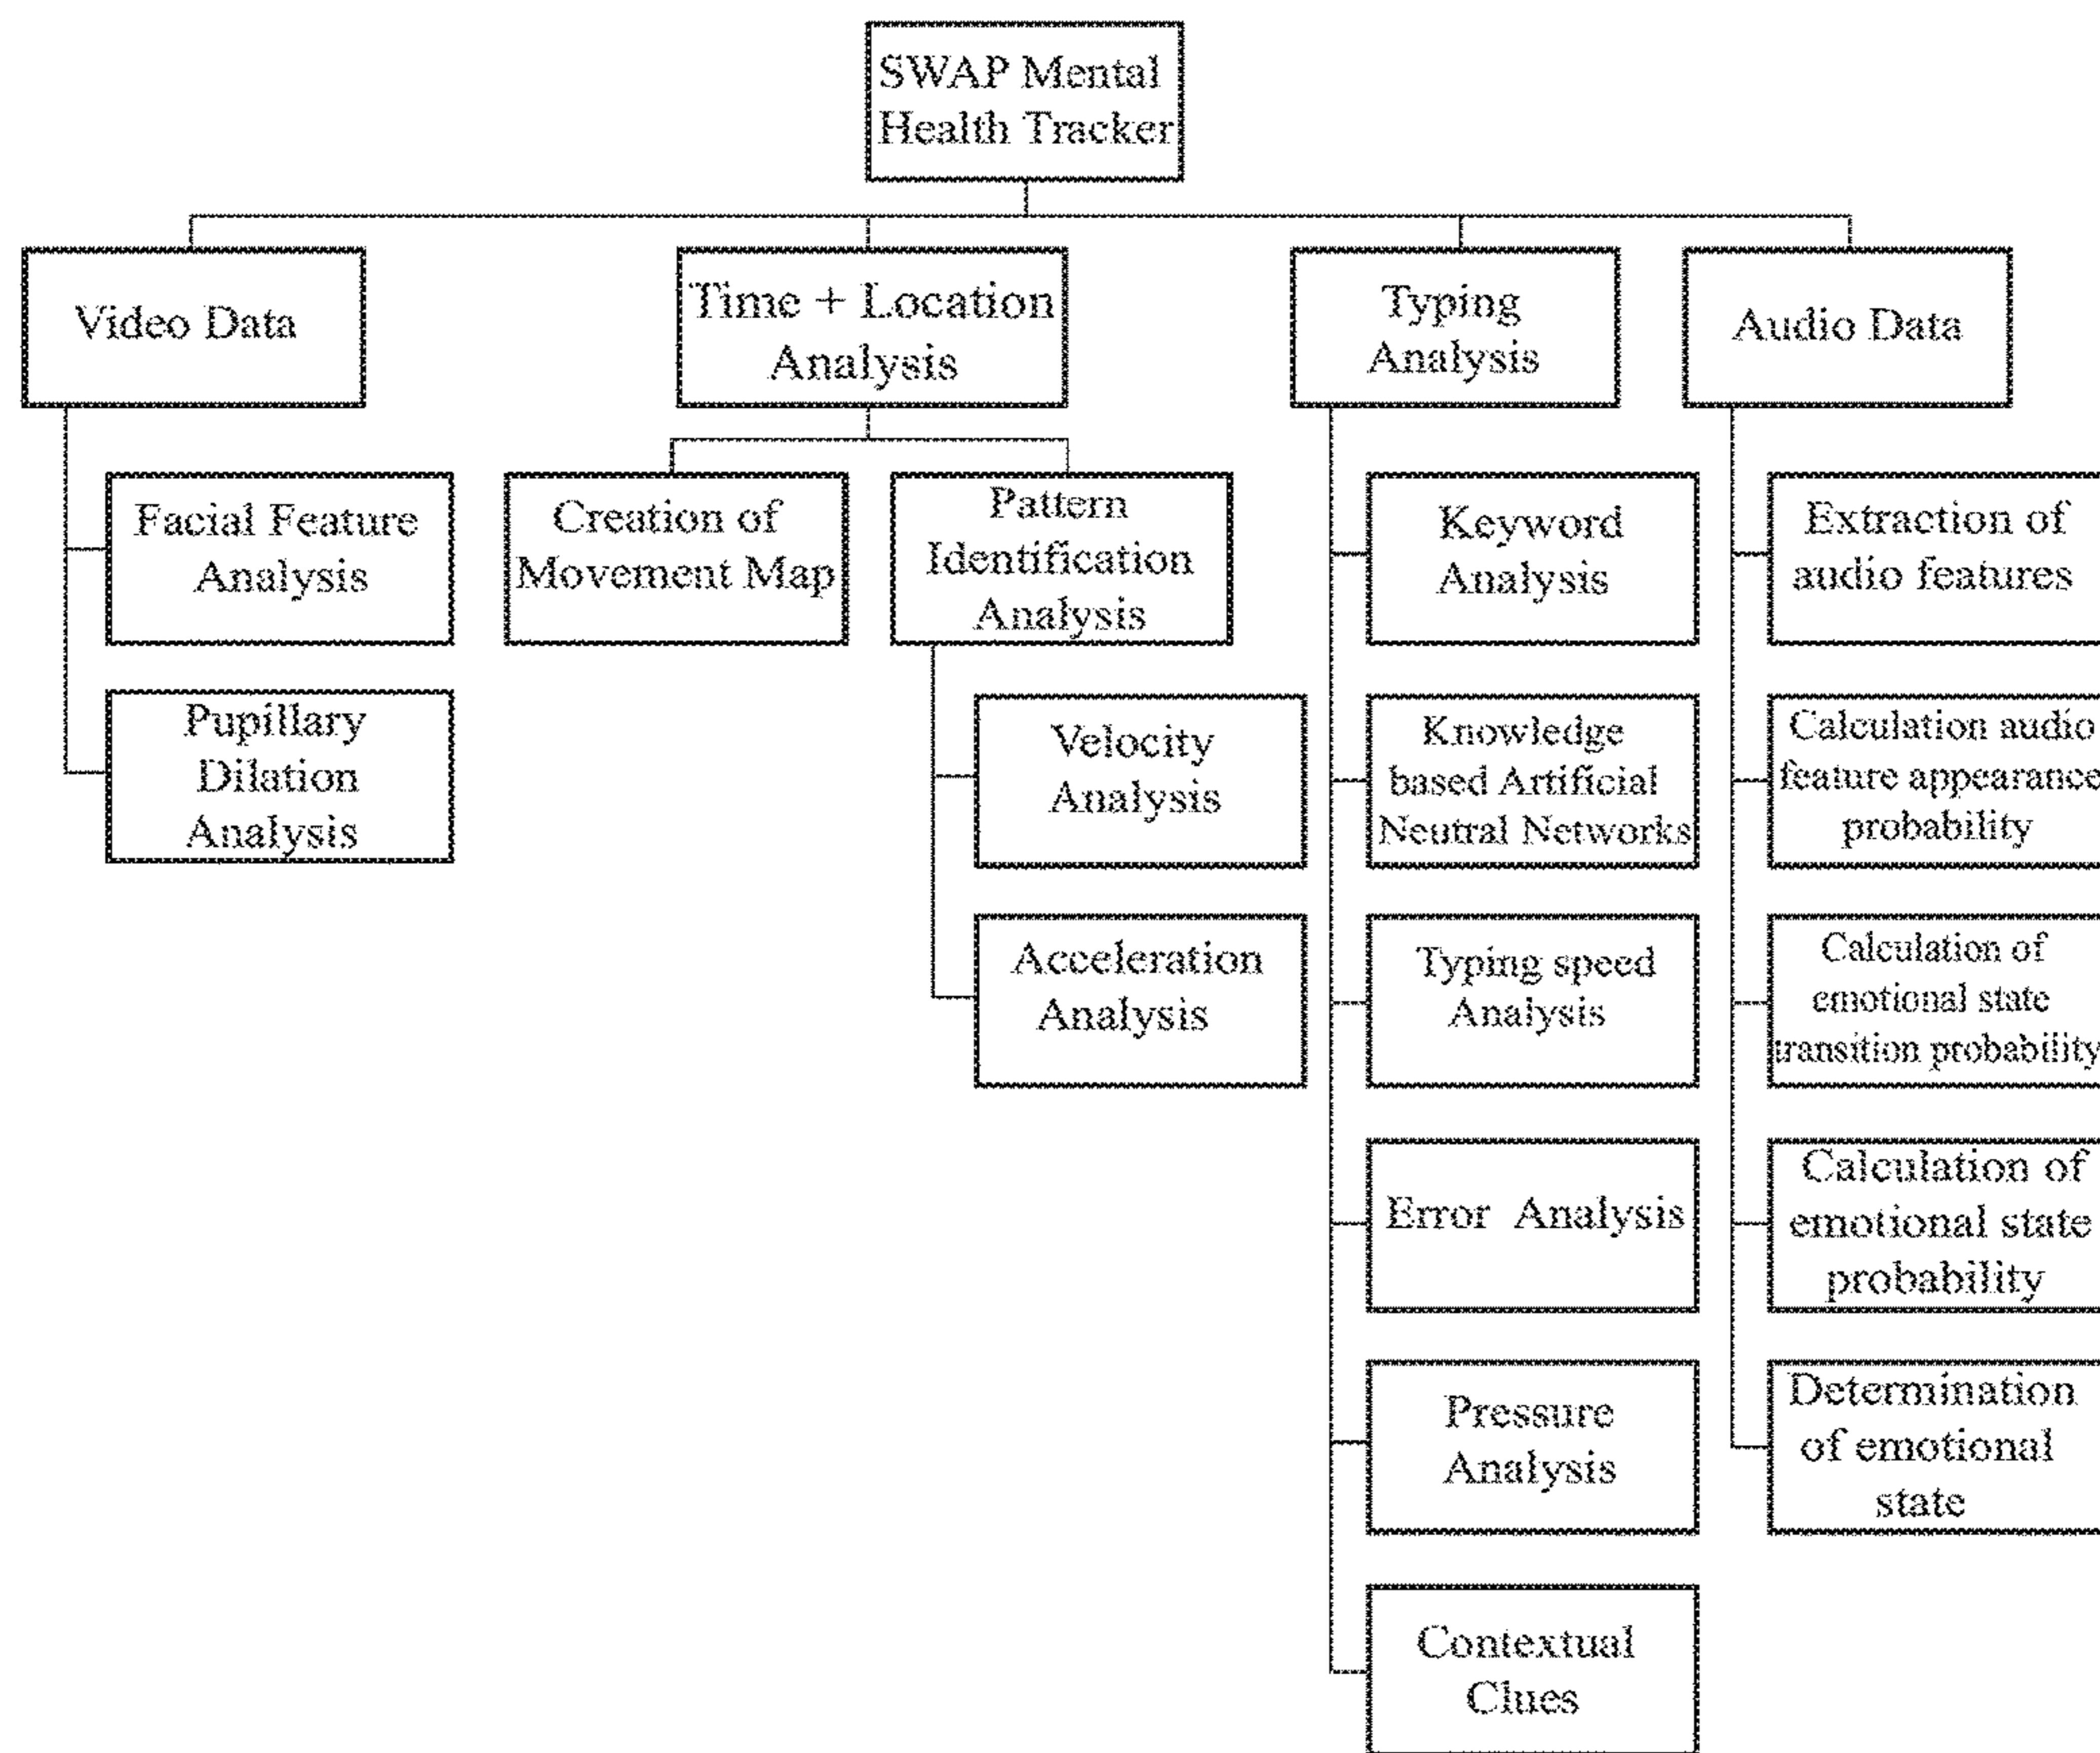 SWAP Mental
Health Tracker
Video Data
Time + Location
Analysis
Typing
Analysis
Audio Data
Facial Feature
Analysis
Pupillary
Dilation
Analysis
Creation of
Movement Map
Pattern
Identification
Analysis
Velocity
Analysis
Acceleration
Analysis
Keyword
Analysis
Knowledge
based Artificial
Neutral Networks
Typing speed
Analysis
Error Analysis
Pressure
Analysis
Contextual
Clues
Extraction of
audio features
Calculation audio
feature appearance
probability
Calculation of
emotional state
transition probability
Calculation of
emotional state
probability
Determination
of emotional
state